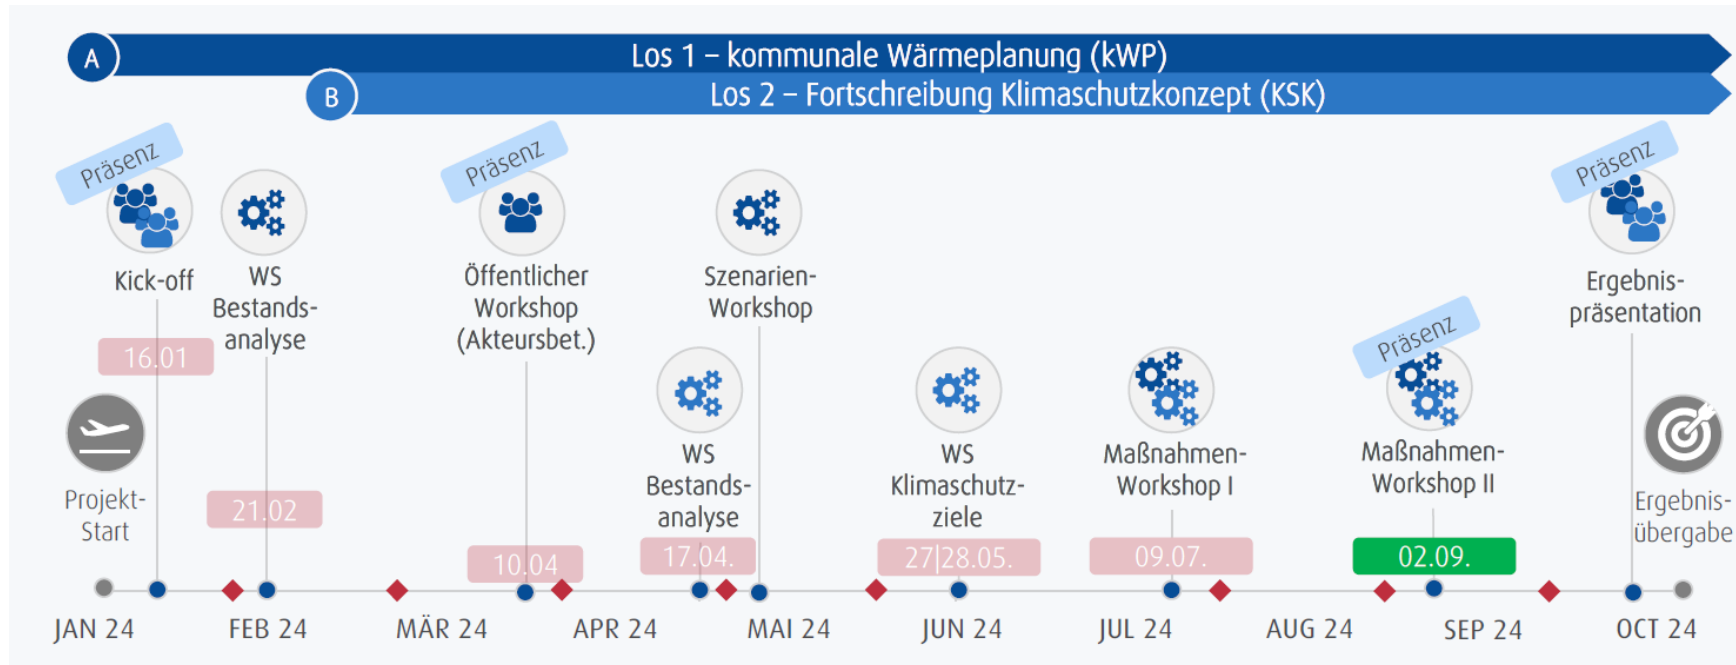 A
Los 1 – kommunale Wärmeplanung (kWP)
B
Los 2 – Fortschreibung Klimaschutzkonzept (KSK)
Präsenz
Kick-off
16.01
Projekt-
Start
WS
Bestands-
analyse
21.02
Präsenz
Öffentlicher
Workshop
(Akteursbet.)
10.04
WS
Bestands-
analyse
17.04.
Szenarien-
Workshop
WS
Klimaschutz-
ziele
27|28.05.
Maßnahmen-
Workshop I
09.07.
Präsenz
Maßnahmen-
Workshop II
02.09.
Präsenz
Ergebnis-
präsentation
Ergebnis-
übergabe
JAN 24
FEB 24
MÄR 24
APR 24
MAI 24
JUN 24
JUL 24
AUG 24
SEP 24
OCT 24